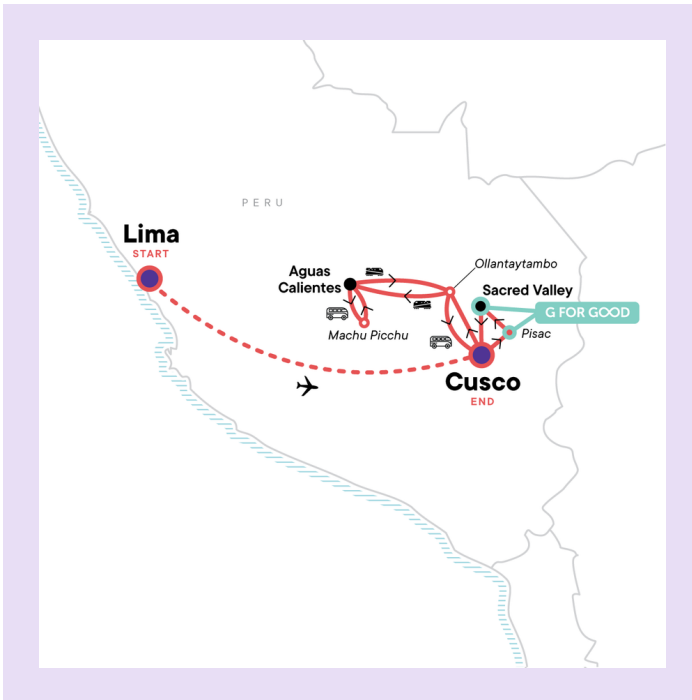 PERU
Lima
START
Aguas
Calientes
Machu Picchu
Ollantaytambo
Sacred Valley
G FOR GOOD
Pisac
Cusco
END